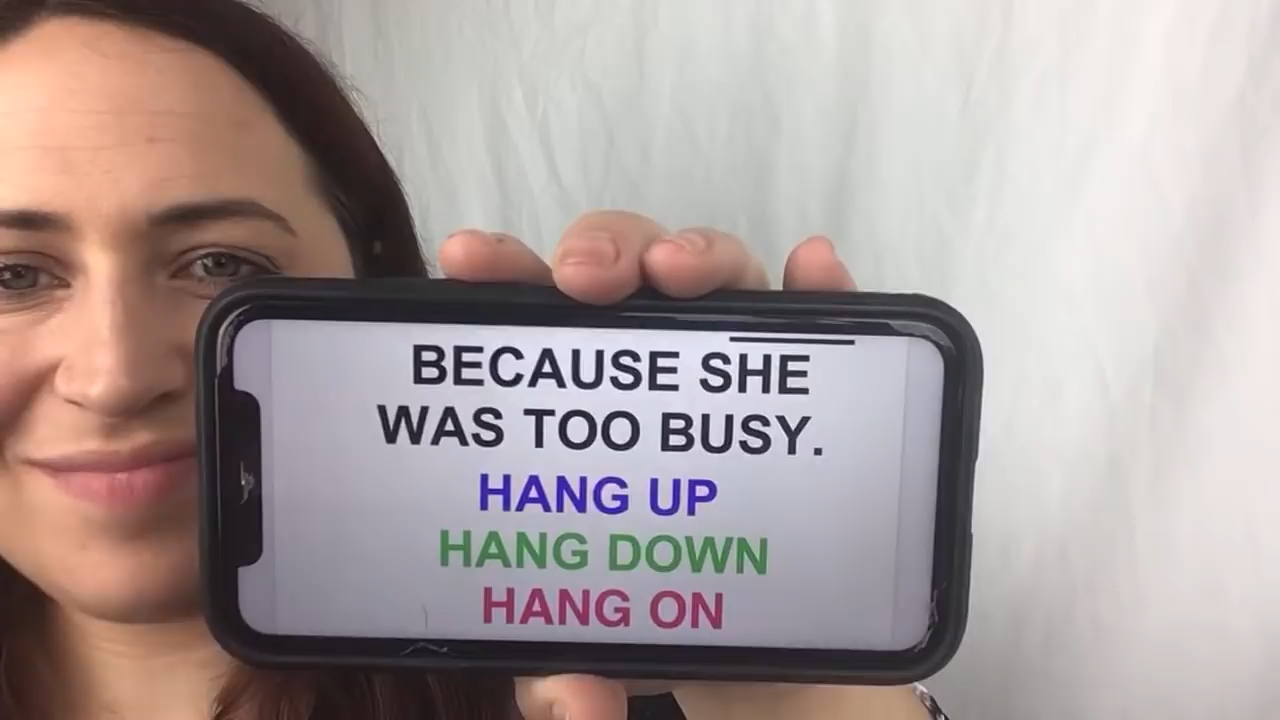 BECAUSE SHE
WAS TOO BUSY.
HANG UP
HANG DOWN
HANG ON